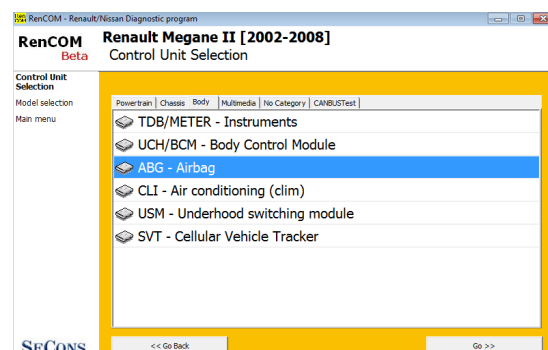 RenCOM - Renault/Nissan Diagnostic program
RenCOM
Beta
Renault Megane II [2002-2008]
Control Unit Selection
Control Unit
Selection
Model selection
Main menu
Powertrain Chassis Body Multimedia No Category CANBUSTest
TDB/METER - Instruments
UCH/BCM - Body Control Module
ABG - Airbag
CLI - Air conditioning (clim)
USM - Underhood switching module
SVT - Cellular Vehicle Tracker
SECONS
<< Go Back
Go >>